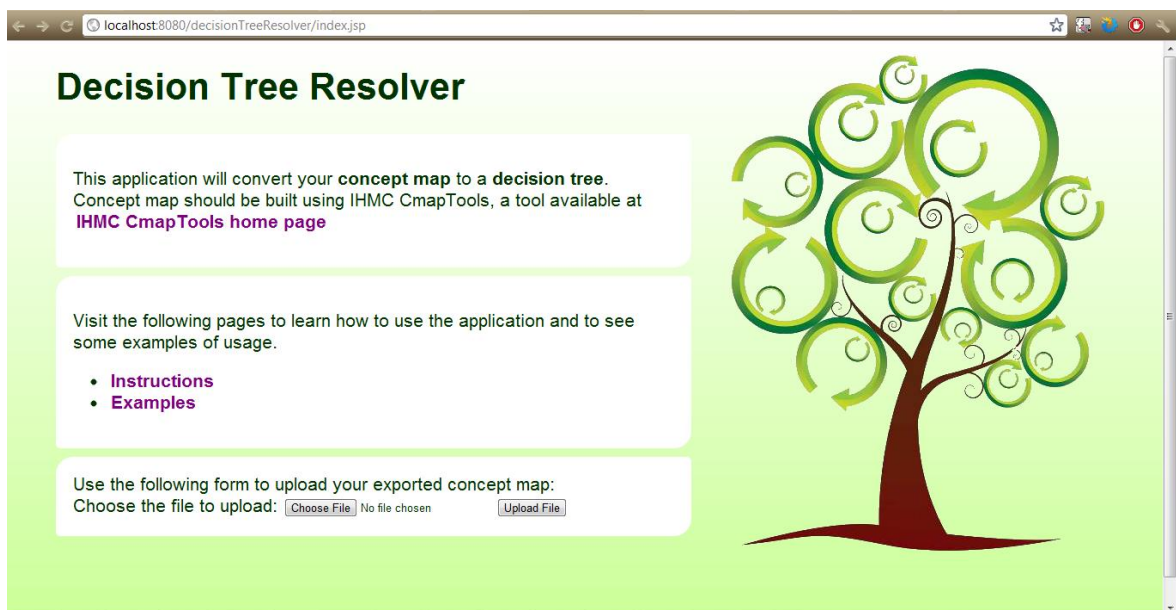 localhost:8080/decisionTreeResolver/index.jsp
Decision Tree Resolver
This application will convert your concept map to a decision tree.
Concept map should be built using IHMC CmapTools, a tool available at
IHMC CmapTools home page
Visit the following pages to learn how to use the application and to see
some examples of usage.
• Instructions
• Examples
Use the following form to upload your exported concept map:
Choose the file to upload: Choose File No file chosen Upload File